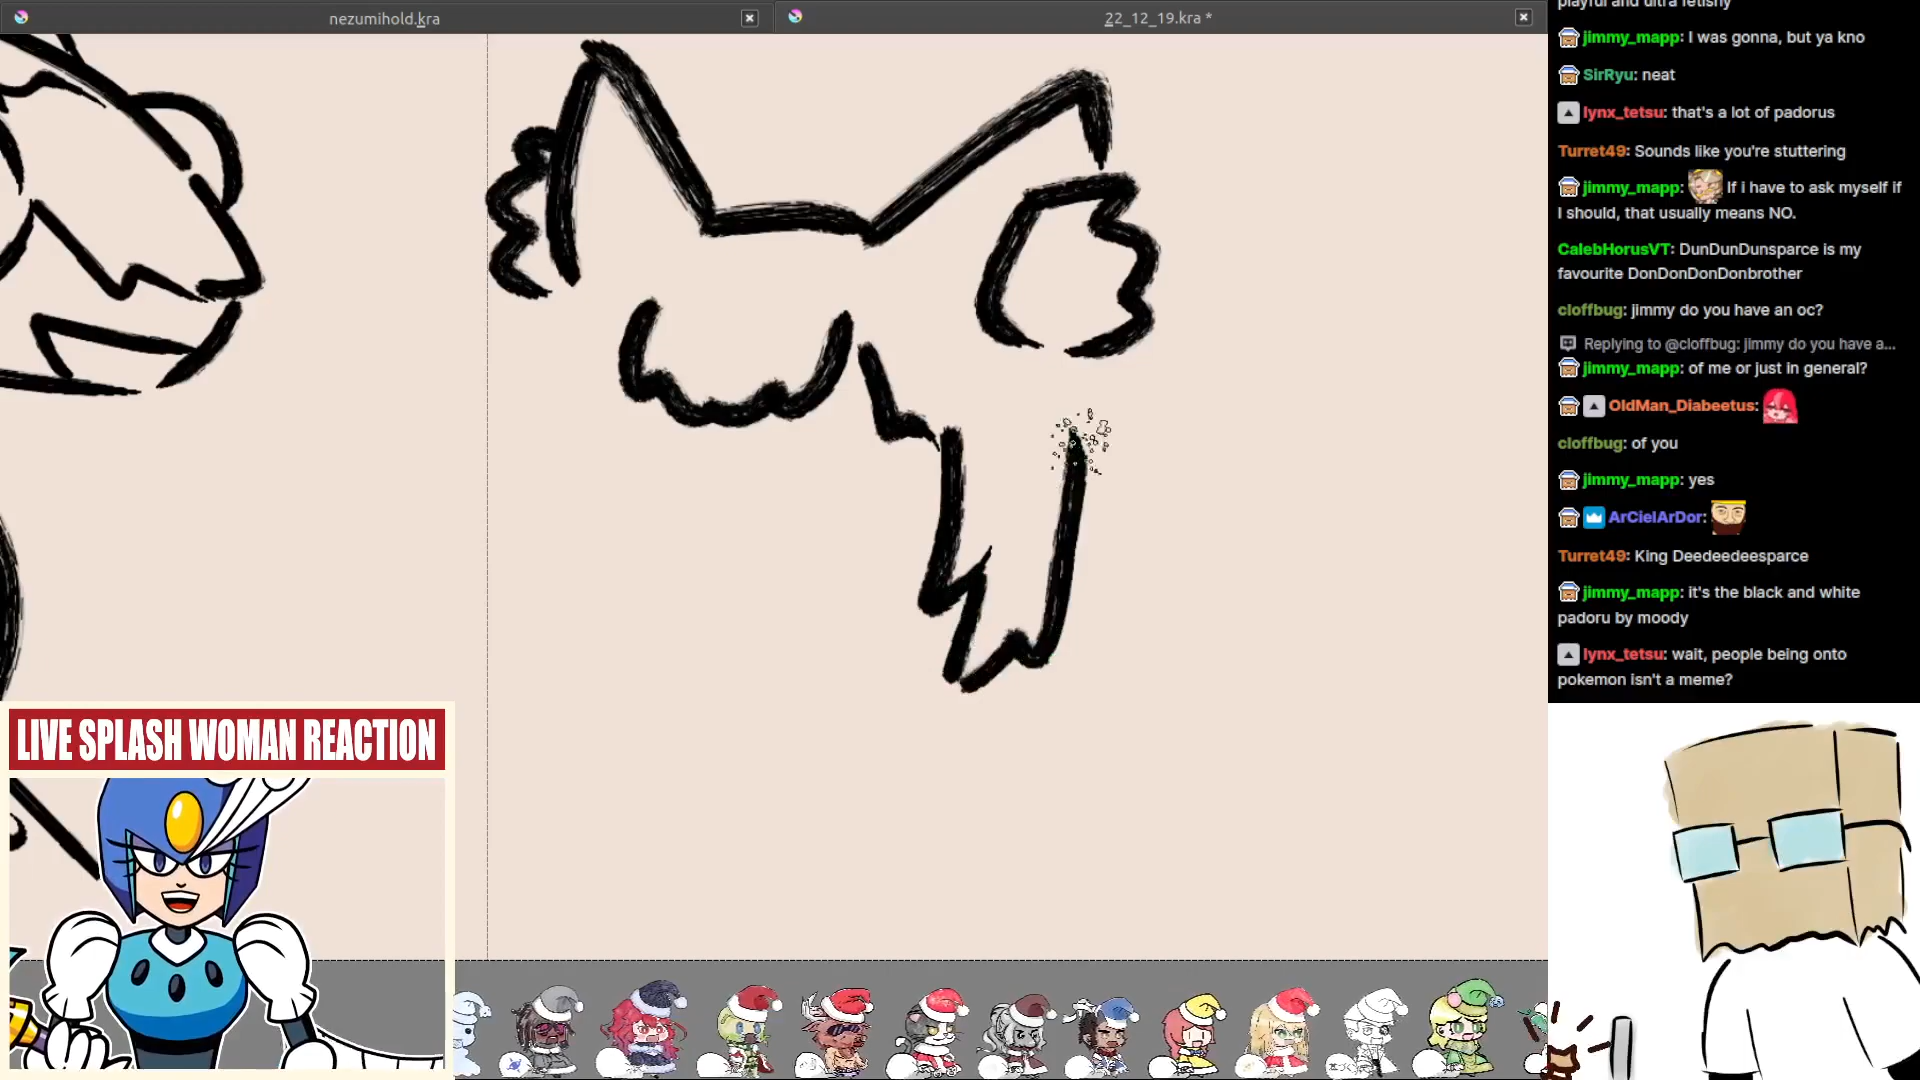 nezumihold.kra
22_12_19.kra *
playful and ultra fetishy
jimmy_mapp: I was gonna, but ya kno
SirRyu: neat
lynx_tetsu: that's a lot of padorus
Turret49: Sounds like you're stuttering
jimmy_mapp: If i have to ask myself if
I should, that usually means NO.
CalebHorusVT: DunDunDunsparce is my
favourite DonDonDonDonbrother
cloffbug: jimmy do you have an oc?
Replying to @cloffbug: jimmy do you have a...
jimmy_mapp: of me or just in general?
OldMan_Diabeetus:
cloffbug: of you
jimmy_mapp: yes
ArCielArDor:
Turret49: King Deedeedeesparce
jimmy_mapp: it's the black and white
padoru by moody
lynx_tetsu: wait, people being onto
pokemon isn't a meme?
LIVE SPLASH WOMAN REACTION